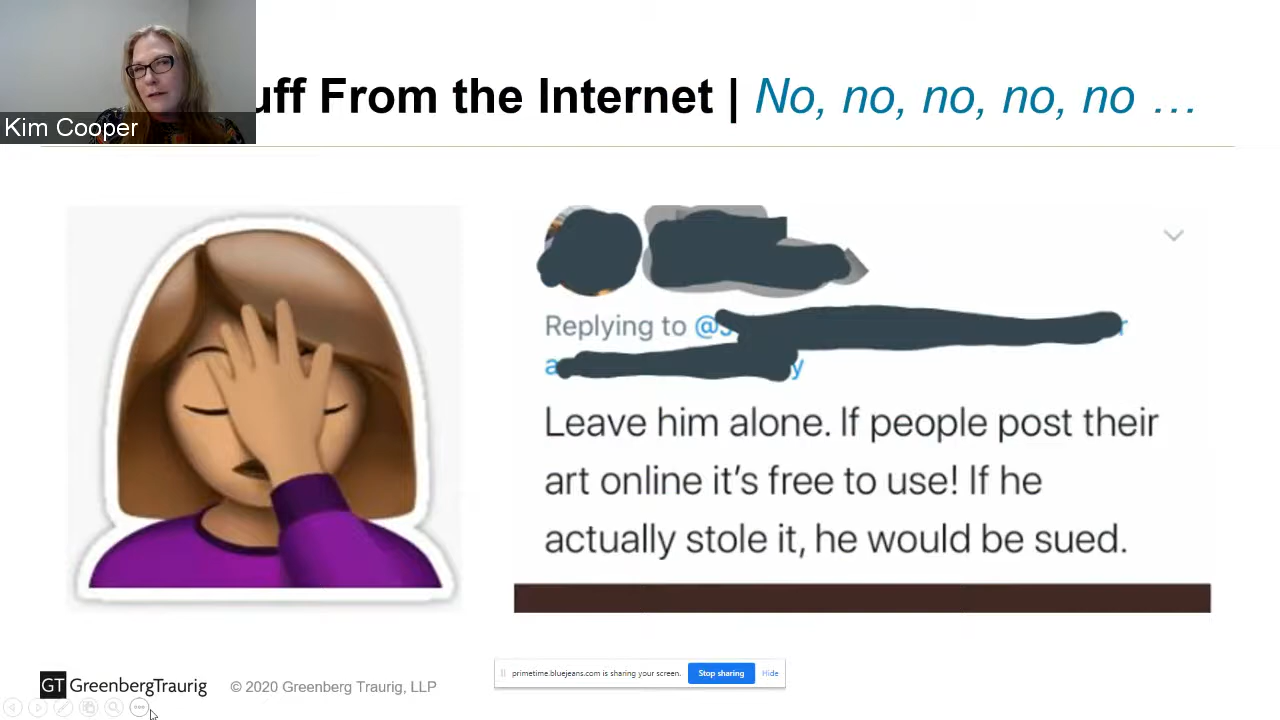 Kim Cooper
From the Internet | No, no, no, no, no …
Replying to
Leave him alone. If people post their
art online it's free to use! If he
actually stole it, he would be sued.
GT GreenbergTraurig
© 2020 Greenberg Traurig, LLP
primetime.bluejeans.com is sharing your screen.
Stop sharing
Hide